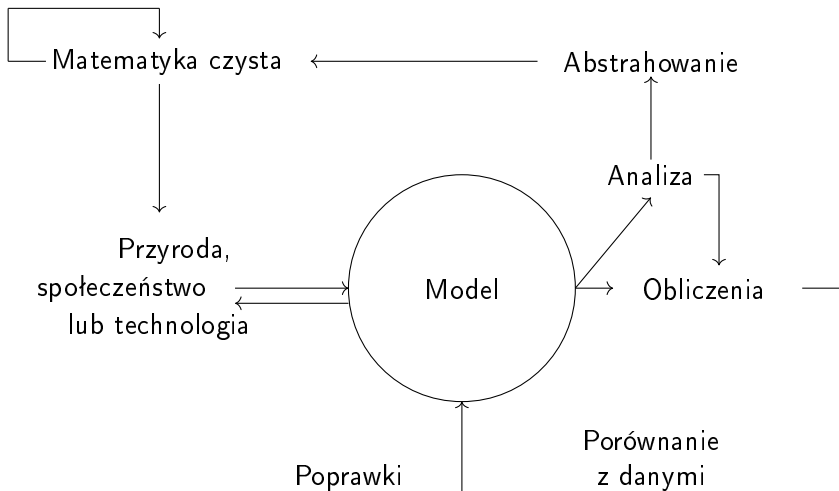 Matematyka czysta
Abstrahowanie
Analiza
Przyroda,
społeczeństwo
lub technologia
Model
Obliczenia
Poprawki
Porównanie
z danymi